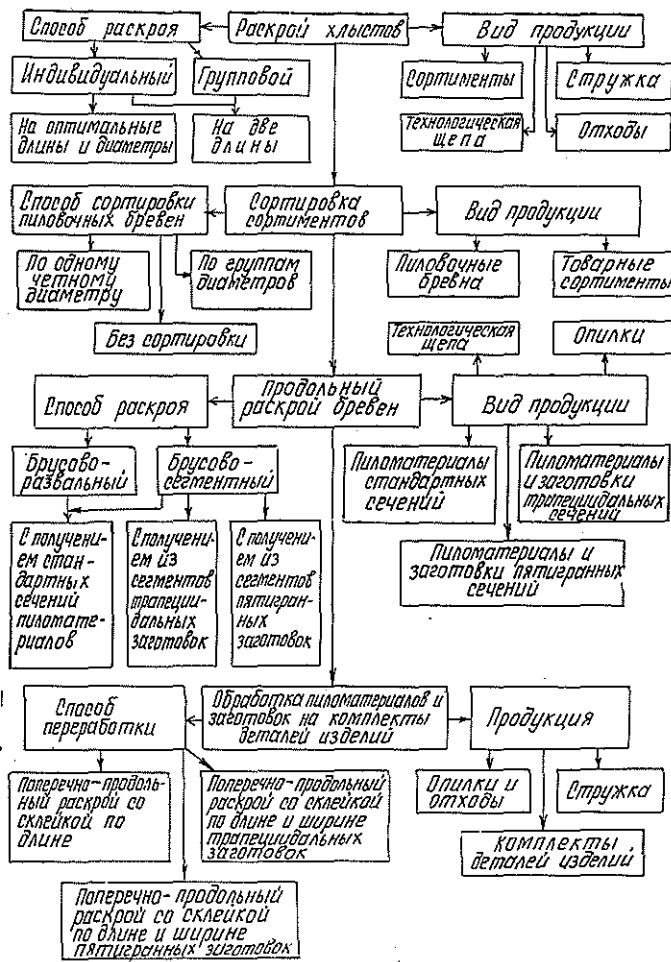 Способ раскроя
Раскрой хлыстов
Вид продукции
Индивидуальный
Групповой
Сортименты
Стружка
На оптимальные
длины и диаметры
На две
длины
Технологическая
щепа
Отходы
Способ сортировки
пиловочных бревен
Сортировка
сортиментов
Вид продукции
По одному
четному
диаметру
По группам
диаметров
Пиловочные
бревна
Товарные
сортименты
Без сортировки
Технологическая
щепа
Опилки
Способ раскроя
Продольный
раскрой бревен
Вид продукции
Брусово-
развальный
Брусово-
сегментный
Пиломатериалы
стандартных
сечений
Пиломатериалы
и заготовки
трапецидальных
сечений
С получени-
ем стан-
дартных
сечений
пиломате-
риалов
С получени-
ем из
сегментов
трапеции-
дальных
заготовок
С получени-
ем из
сегментов
пятигран-
ных
заготовок
Пиломатериалы и
заготовки пятигранных
сечений
Способ
переработки
Обработка пиломатериалов и
заготовок на комплекты
деталей изделий
Продукция
Поперечно-продоль-
ный раскрой со
склейкой по
длине
Поперечно-продольный
раскрой со склейкой
по длине и ширине
трапецидальных
заготовок
Опилки и
отходы
Стружка
Комплекты
деталей изделий
Поперечно-продольный
раскрой со склейкой
по длине и ширине
пятигранных заготовок